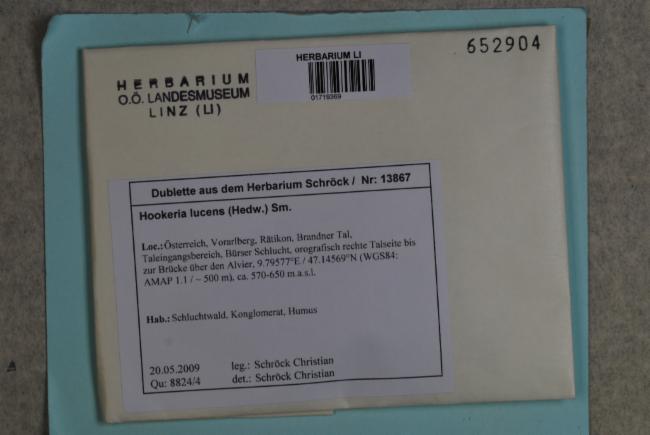 HERBARIUM
O.Ö. LANDESMUSEUM
LINZ (LI)
HERBARIUM LI
01719369
652904
Dublette aus dem Herbarium Schröck / Nr: 13867
Hookeria lucens (Hedw.) Sm.
Loc.:Österreich, Vorarlberg, Rätikon, Brandner Tal,
Taleingangsbereich, Bürser Schlucht, orografisch rechte Talseite bis
zur Brücke über den Alvier, 9.79577°E / 47.14569°N (WGS84;
AMAP 1.1 / ~ 500 m), ca. 570-650 m.a.s.l.
Hab.: Schluchtwald, Konglomerat, Humus
20.05.2009 leg.: Schröck Christian
Qu: 8824/4 det.: Schröck Christian